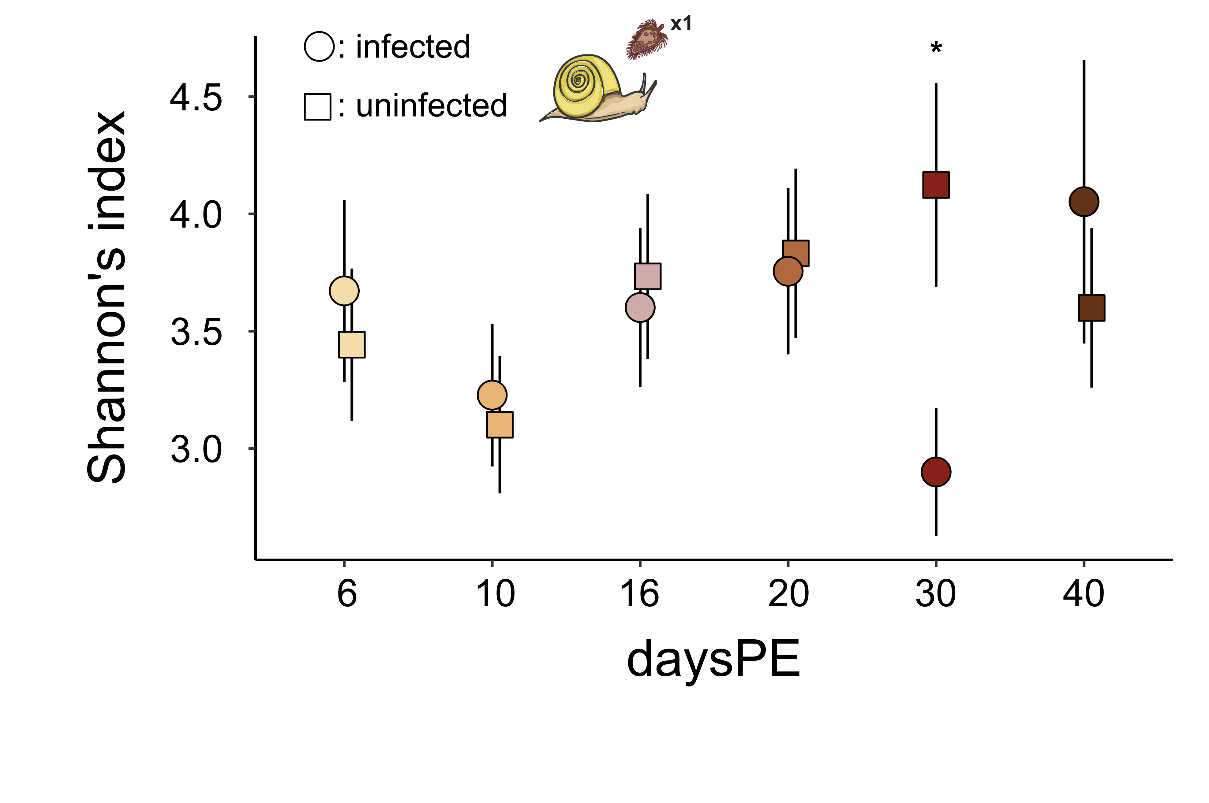 : infected
: uninfected
x1
*
Shannon's index
4.5
4.0
3.5
3.0
6 10 16 20 30 40
daysPE